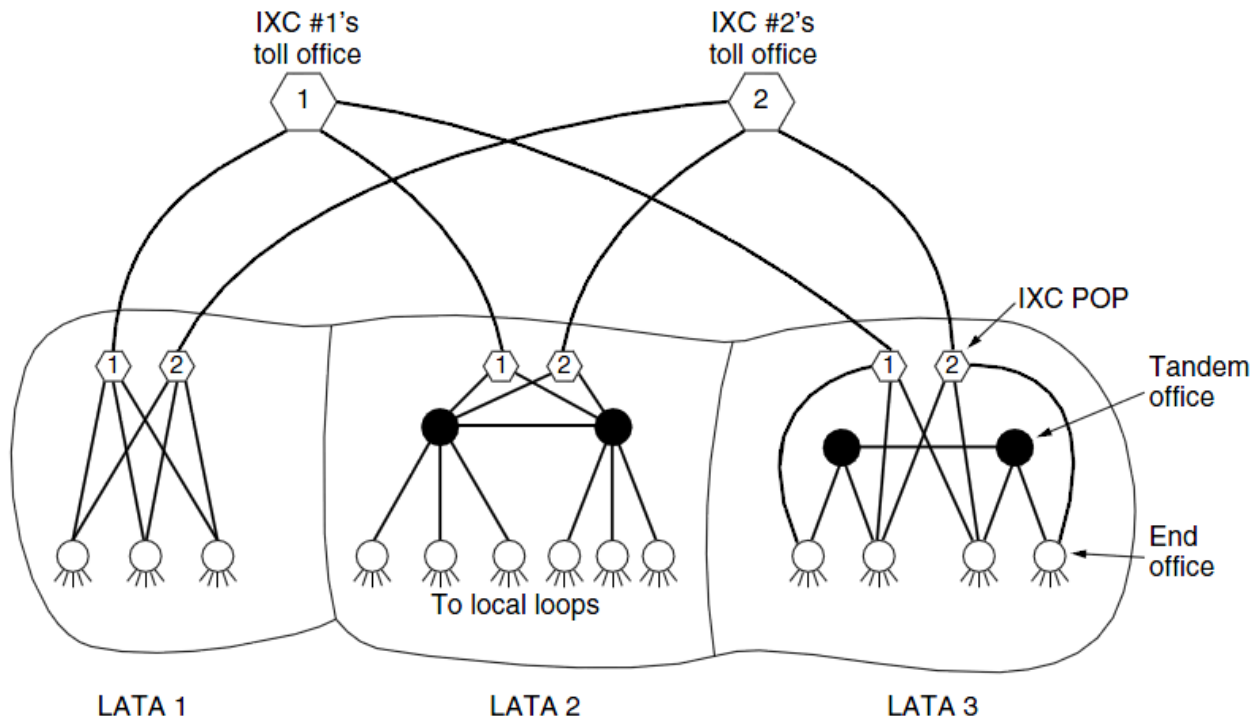 IXC #1's
toll office
IXC #2's
toll office
1
2
IXC POP
1
2
1
2
1
2
Tandem
office
End
office
To local loops
LATA 1
LATA 2
LATA 3